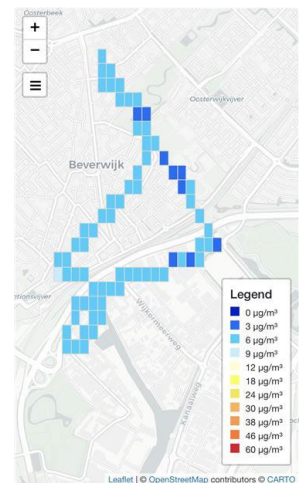 Oosterbeek
+
−
≡
Oosterwijkvijver
Beverwijk
Wijkermeerweg
Kanaalweg
Legend
0 μg/m³
3 μg/m³
6 μg/m³
9 μg/m³
12 μg/m³
18 μg/m³
24 μg/m³
30 μg/m³
38 μg/m³
46 μg/m³
60 μg/m³
Leaflet | © OpenStreetMap contributors © CARTO